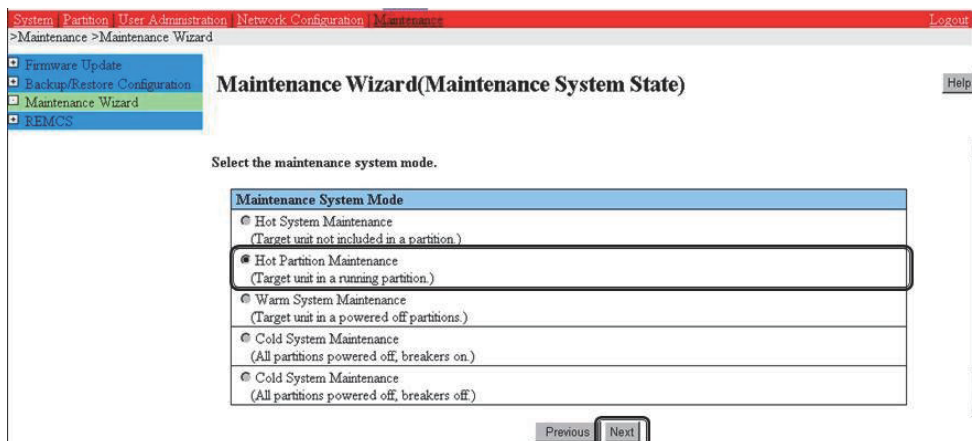 System | Partition | User Administration | Network Configuration | Maintenance Logout
>Maintenance >Maintenance Wizard
Firmware Update
Backup/Restore Configuration
Maintenance Wizard
REMCS
Maintenance Wizard(Maintenance System State)
Help
Select the maintenance system mode.
Maintenance System Mode
Hot System Maintenance
(Target unit not included in a partition.)
Hot Partition Maintenance
(Target unit in a running partition.)
Warm System Maintenance
(Target unit in a powered off partitions.)
Cold System Maintenance
(All partitions powered off, breakers on.)
Cold System Maintenance
(All partitions powered off, breakers off.)
Previous Next